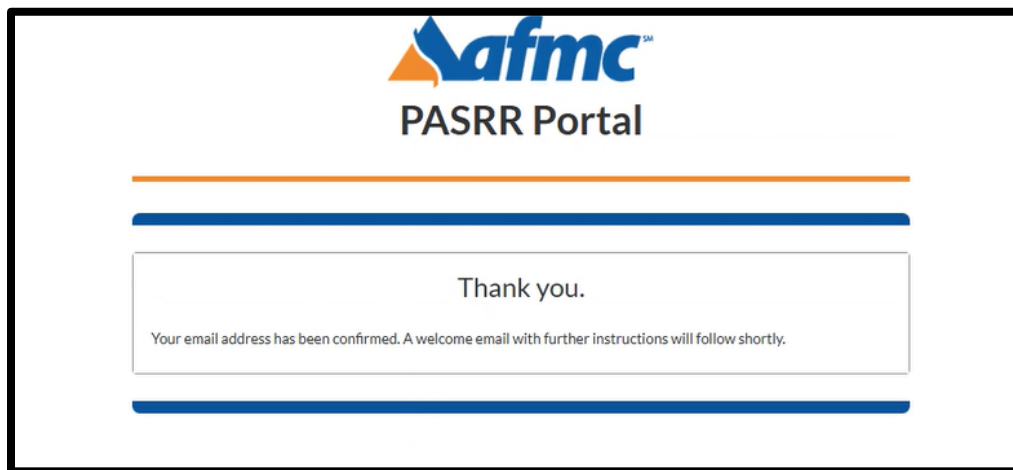 afmc SM
PASRR Portal
Thank you.
Your email address has been confirmed. A welcome email with further instructions will follow shortly.